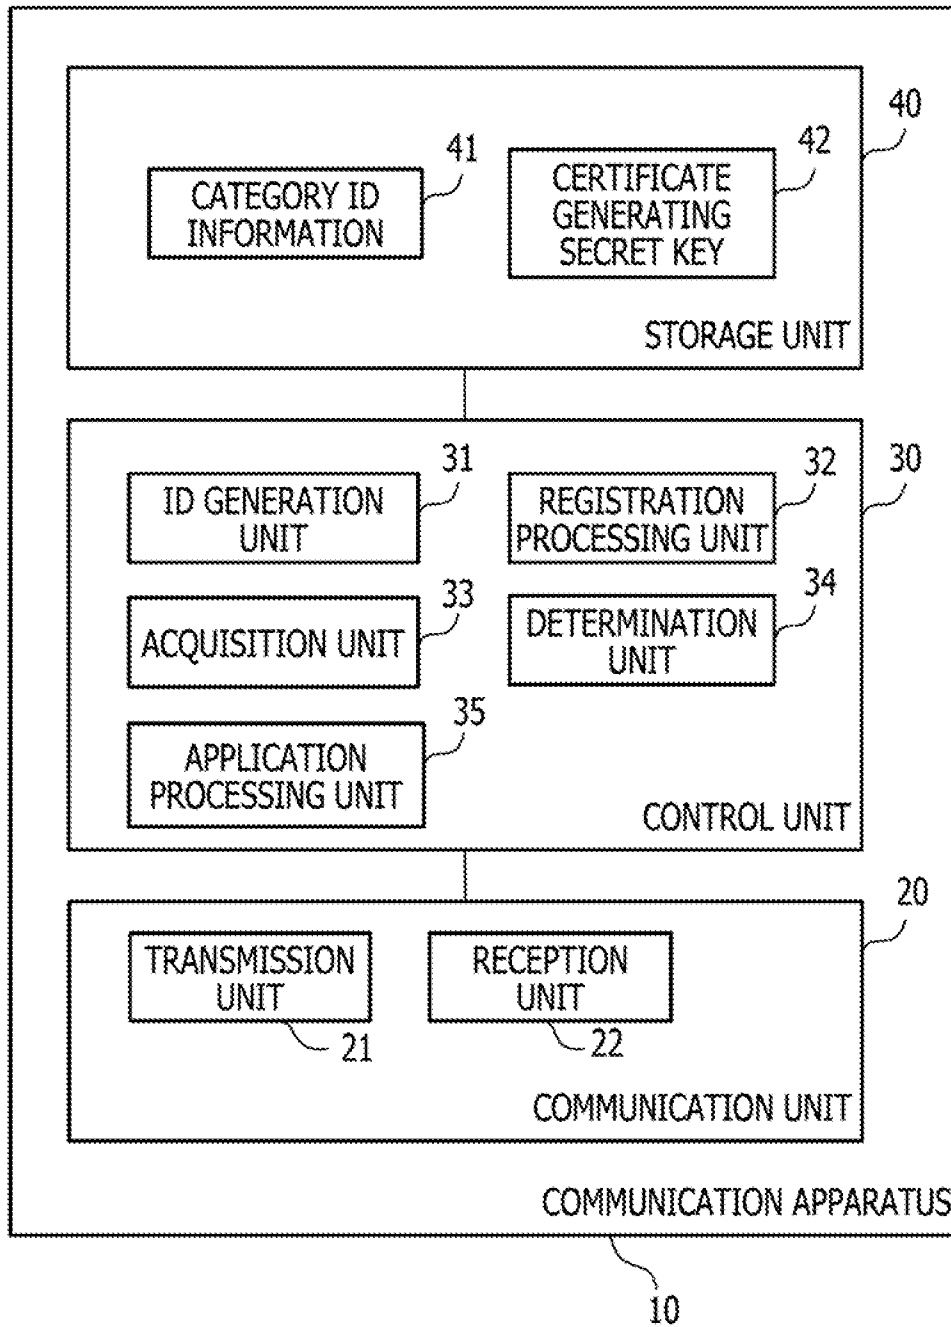 40
41
42
CATEGORY ID
INFORMATION
CERTIFICATE
GENERATING
SECRET KEY
STORAGE UNIT
30
31
32
ID GENERATION
UNIT
REGISTRATION
PROCESSING UNIT
33
34
ACQUISITION UNIT
DETERMINATION
UNIT
35
APPLICATION
PROCESSING UNIT
CONTROL UNIT
20
TRANSMISSION
UNIT
RECEPTION
UNIT
21
22
COMMUNICATION UNIT
COMMUNICATION APPARATUS
10